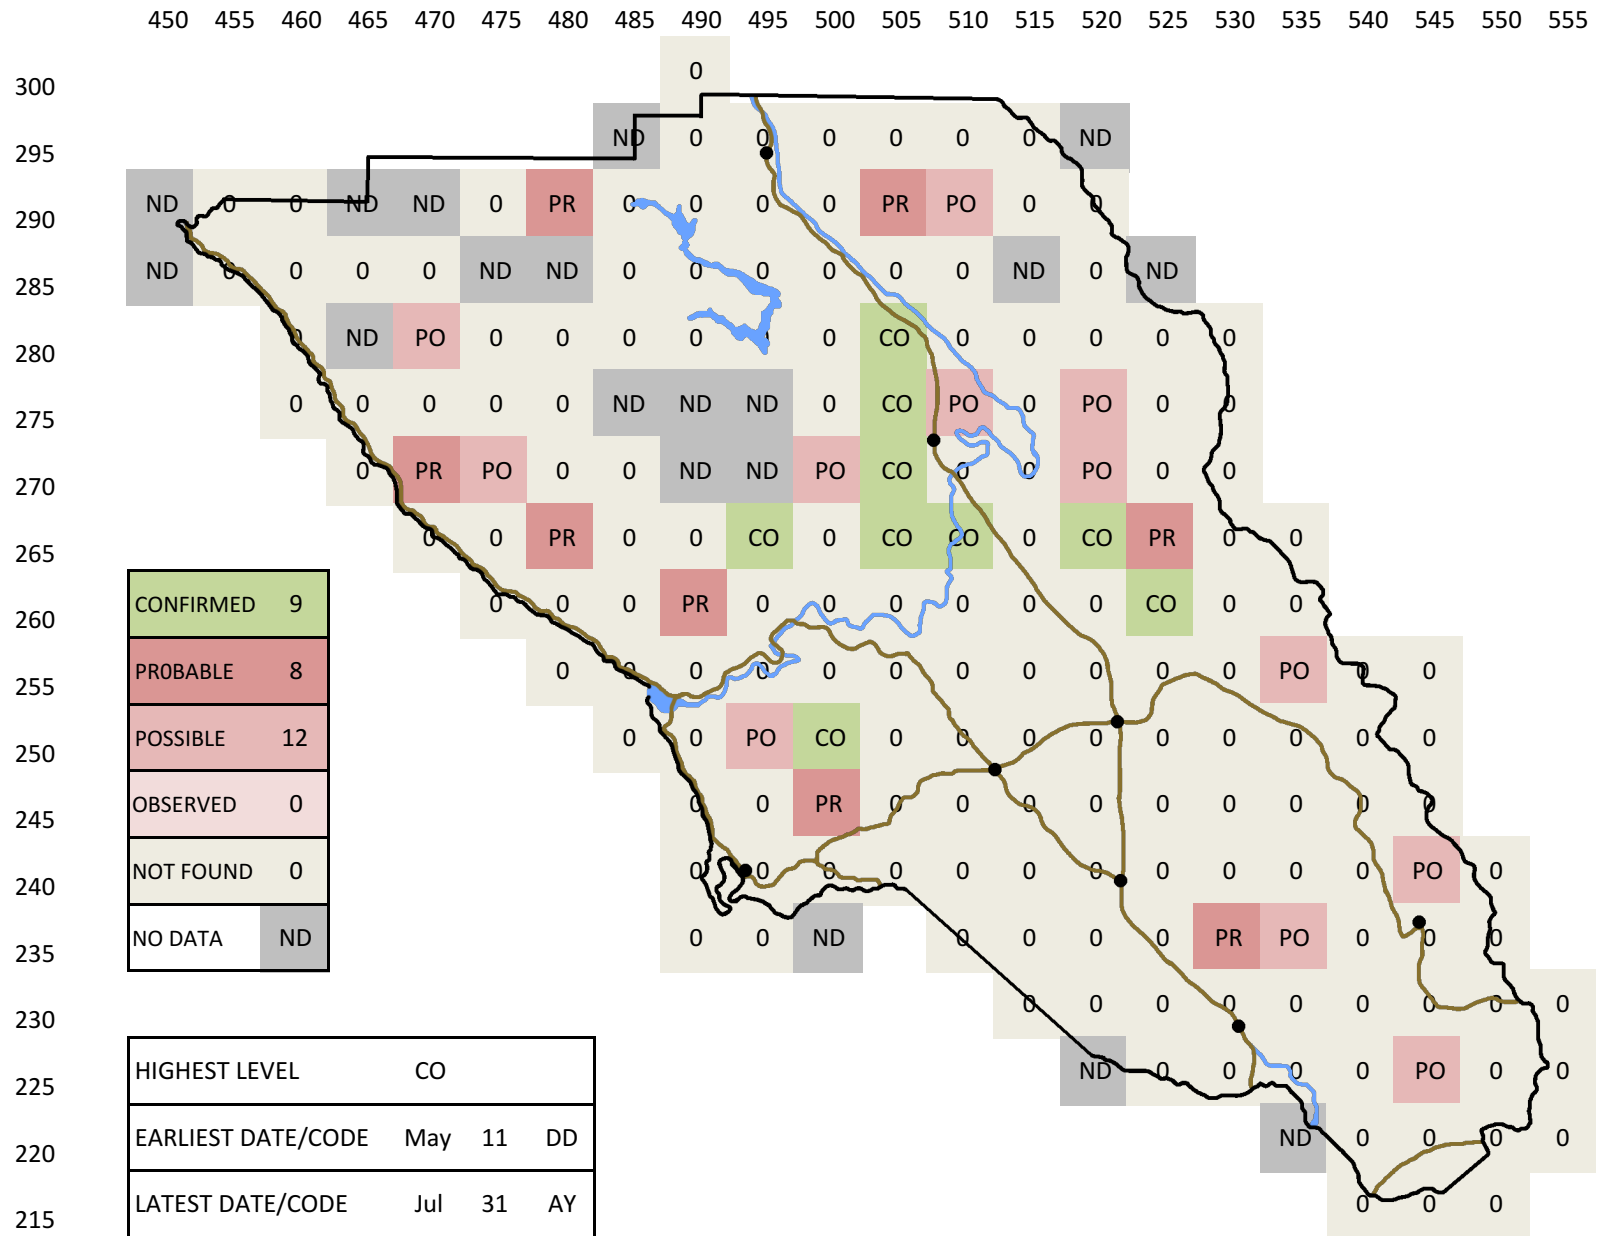 450 455 460 465 470 475 480 485 490 495 500 505 510 515 520 525 530 535 540 545 550 555
300 0
295 ND 0 0 0 0 0 0 ND
290 ND 0 0 ND ND 0 PR 0 0 0 0 PR PO 0 0
285 ND 0 0 0 0 ND ND 0 0 0 0 0 0 ND 0 ND
280 0 ND PO 0 0 0 0 0 0 CO 0 0 0 0 0
275 0 0 0 0 0 ND ND ND 0 CO PO 0 PO 0 0
270 0 PR PO 0 0 ND ND PO CO 0 0 PO 0 0
265 0 0 PR 0 0 CO 0 CO CO 0 CO PR 0 0
260 CONFIRMED 9 0 0 0 PR 0 0 0 0 0 0 CO 0 0
255 PR0BABLE 8 0 0 0 0 0 0 0 0 0 0 0 PO 0 0
250 POSSIBLE 12 0 0 PO CO 0 0 0 0 0 0 0 0 0
245 OBSERVED 0 0 0 PR 0 0 0 0 0 0 0 0 0
240 NOT FOUND 0 0 0 0 0 0 0 0 0 0 0 0 PO 0
235 NO DATA ND 0 0 ND 0 0 0 0 PR PO 0 0 0
230 0 0 0 0 0 0 0 0 0
225 HIGHEST LEVEL CO ND 0 0 0 0 PO 0 0
220 EARLIEST DATE/CODE May 11 DD ND 0 0 0 0
215 LATEST DATE/CODE Jul 31 AY 0 0 0